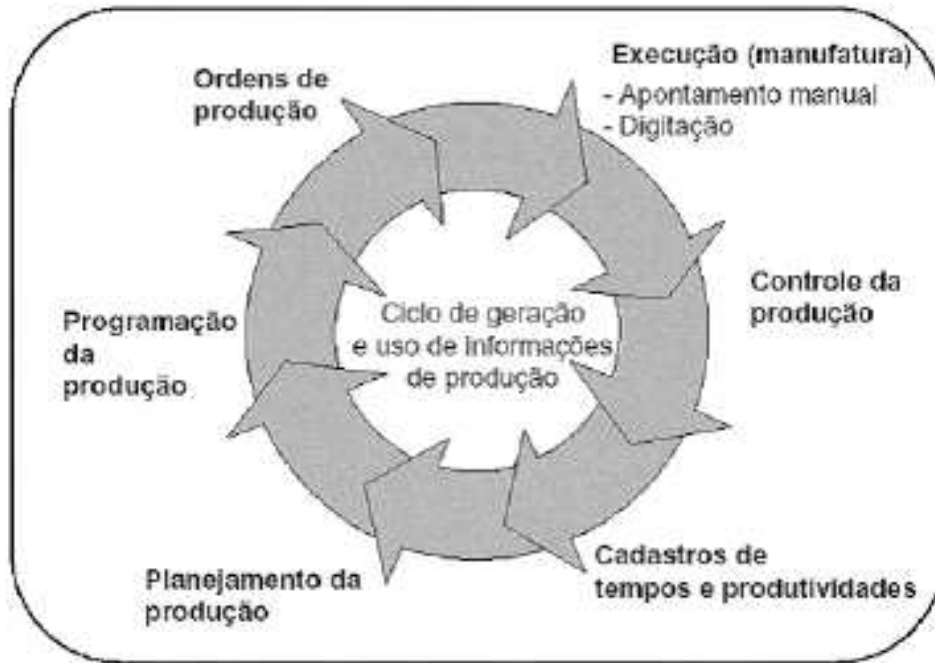 Ordens de
produção
Execução (manufatura)
- Apontamento manual
- Digitação
Controle da
produção
Cadastros de
tempos e produtividades
Planejamento da
produção
Programação
da
produção
Ciclo de geração
e uso de informações
de produção